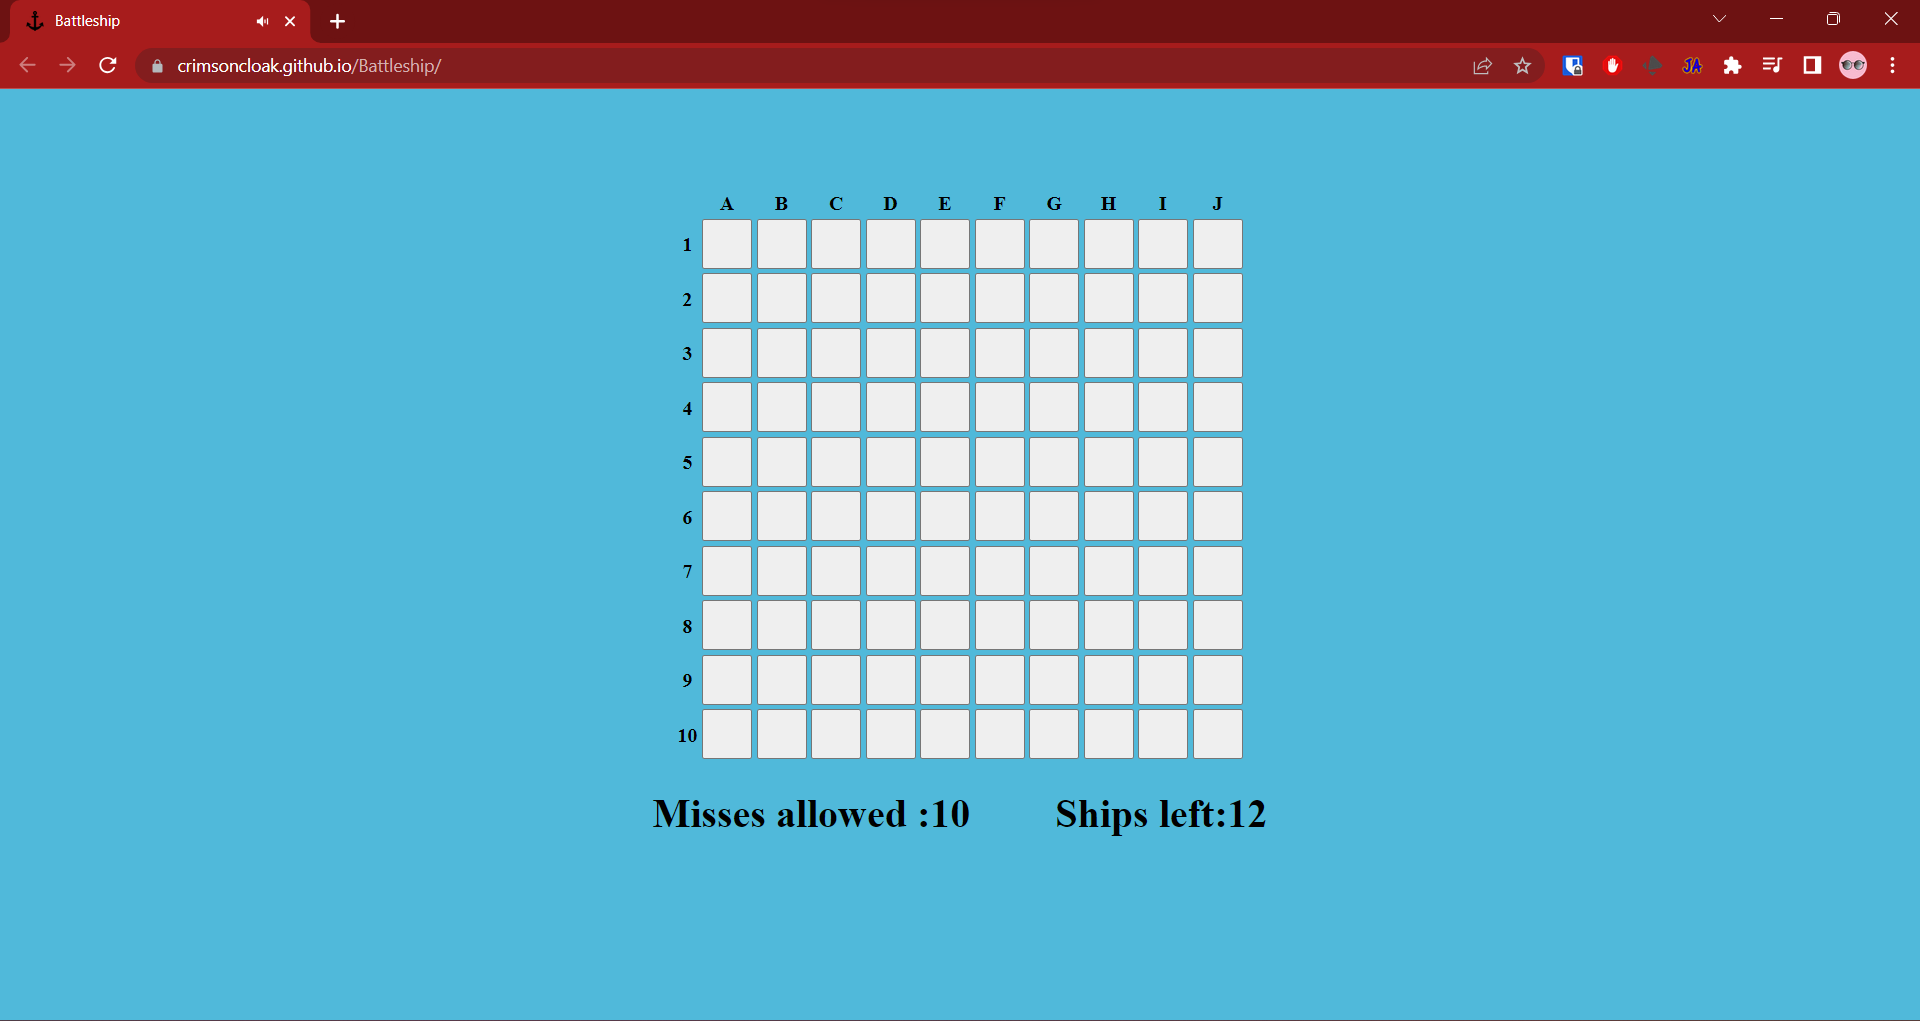 Battleship
crimsoncloak.github.io/Battleship/
JA
A B C D E F G H I J
1
2
3
4
5
6
7
8
9
10
Misses allowed :10 Ships left:12